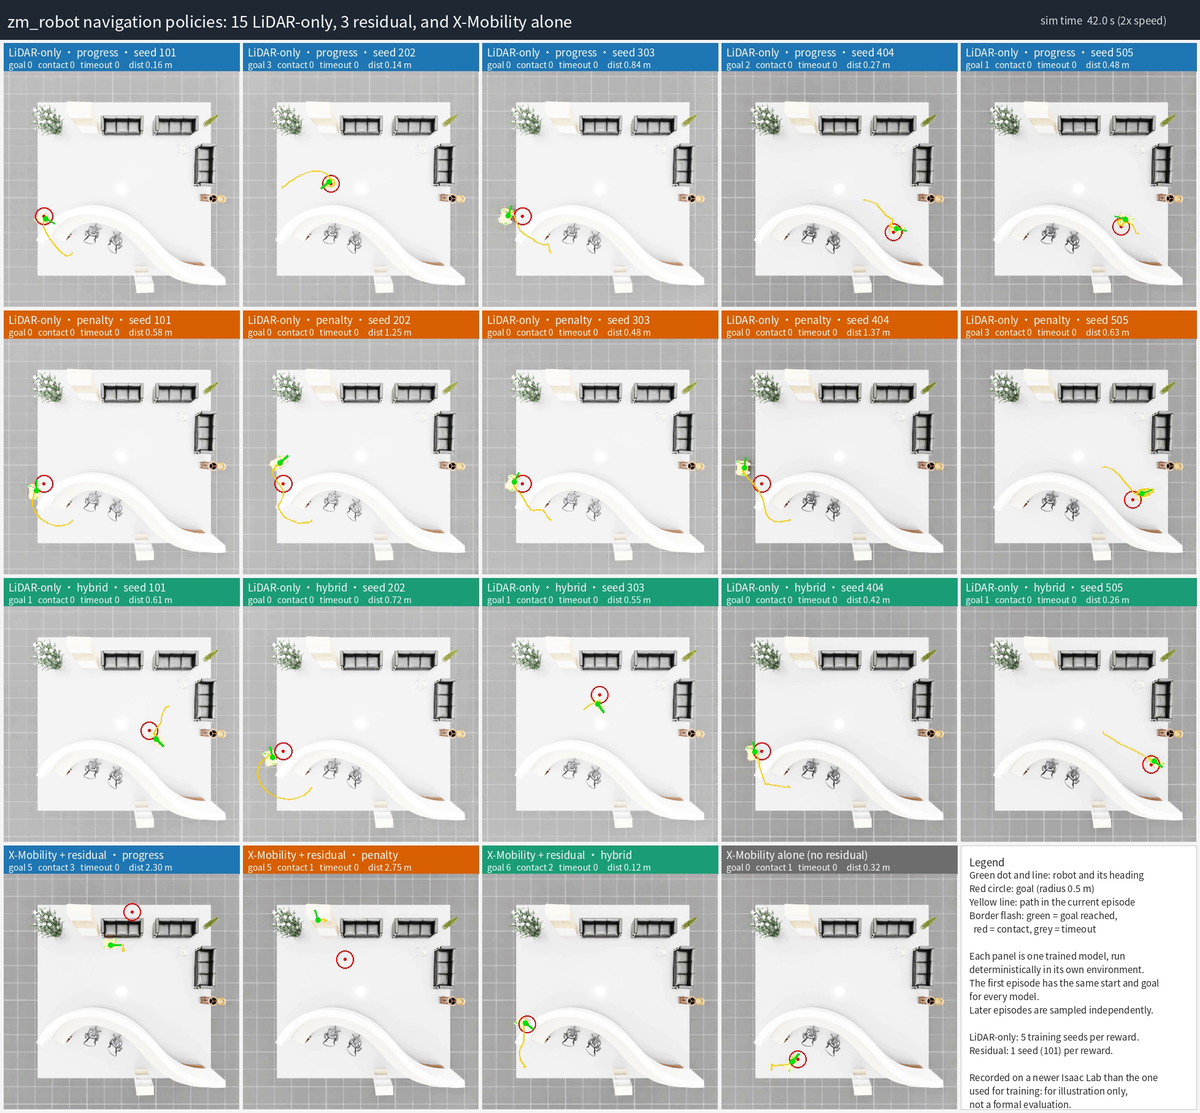 zm_robot navigation policies: 15 LiDAR-only, 3 residual, and X-Mobility alone
sim time 42.0 s (2x speed)
LiDAR-only • progress • seed 101
goal 0 contact 0 timeout 0 dist 0.16 m
LiDAR-only • progress • seed 202
goal 3 contact 0 timeout 0 dist 0.14 m
LiDAR-only • progress • seed 303
goal 0 contact 0 timeout 0 dist 0.84 m
LiDAR-only • progress • seed 404
goal 2 contact 0 timeout 0 dist 0.27 m
LiDAR-only • progress • seed 505
goal 1 contact 0 timeout 0 dist 0.48 m
LiDAR-only • penalty • seed 101
goal 0 contact 0 timeout 0 dist 0.58 m
LiDAR-only • penalty • seed 202
goal 0 contact 0 timeout 0 dist 1.25 m
LiDAR-only • penalty • seed 303
goal 0 contact 0 timeout 0 dist 0.48 m
LiDAR-only • penalty • seed 404
goal 0 contact 0 timeout 0 dist 1.37 m
LiDAR-only • penalty • seed 505
goal 3 contact 0 timeout 0 dist 0.63 m
LiDAR-only • hybrid • seed 101
goal 1 contact 0 timeout 0 dist 0.61 m
LiDAR-only • hybrid • seed 202
goal 0 contact 0 timeout 0 dist 0.72 m
LiDAR-only • hybrid • seed 303
goal 1 contact 0 timeout 0 dist 0.55 m
LiDAR-only • hybrid • seed 404
goal 0 contact 0 timeout 0 dist 0.42 m
LiDAR-only • hybrid • seed 505
goal 1 contact 0 timeout 0 dist 0.26 m
X-Mobility + residual • progress
goal 5 contact 3 timeout 0 dist 2.30 m
X-Mobility + residual • penalty
goal 5 contact 1 timeout 0 dist 2.75 m
X-Mobility + residual • hybrid
goal 6 contact 2 timeout 0 dist 0.12 m
X-Mobility alone (no residual)
goal 0 contact 1 timeout 0 dist 0.32 m
Legend
Green dot and line: robot and its heading
Red circle: goal (radius 0.5 m)
Yellow line: path in the current episode
Border flash: green = goal reached,
red = contact, grey = timeout
Each panel is one trained model, run
deterministically in its own environment.
The first episode has the same start and goal
for every model.
Later episodes are sampled independently.
LiDAR-only: 5 training seeds per reward.
Residual: 1 seed (101) per reward.
Recorded on a newer Isaac Lab than the one
used for training: for illustration only,
not a formal evaluation.